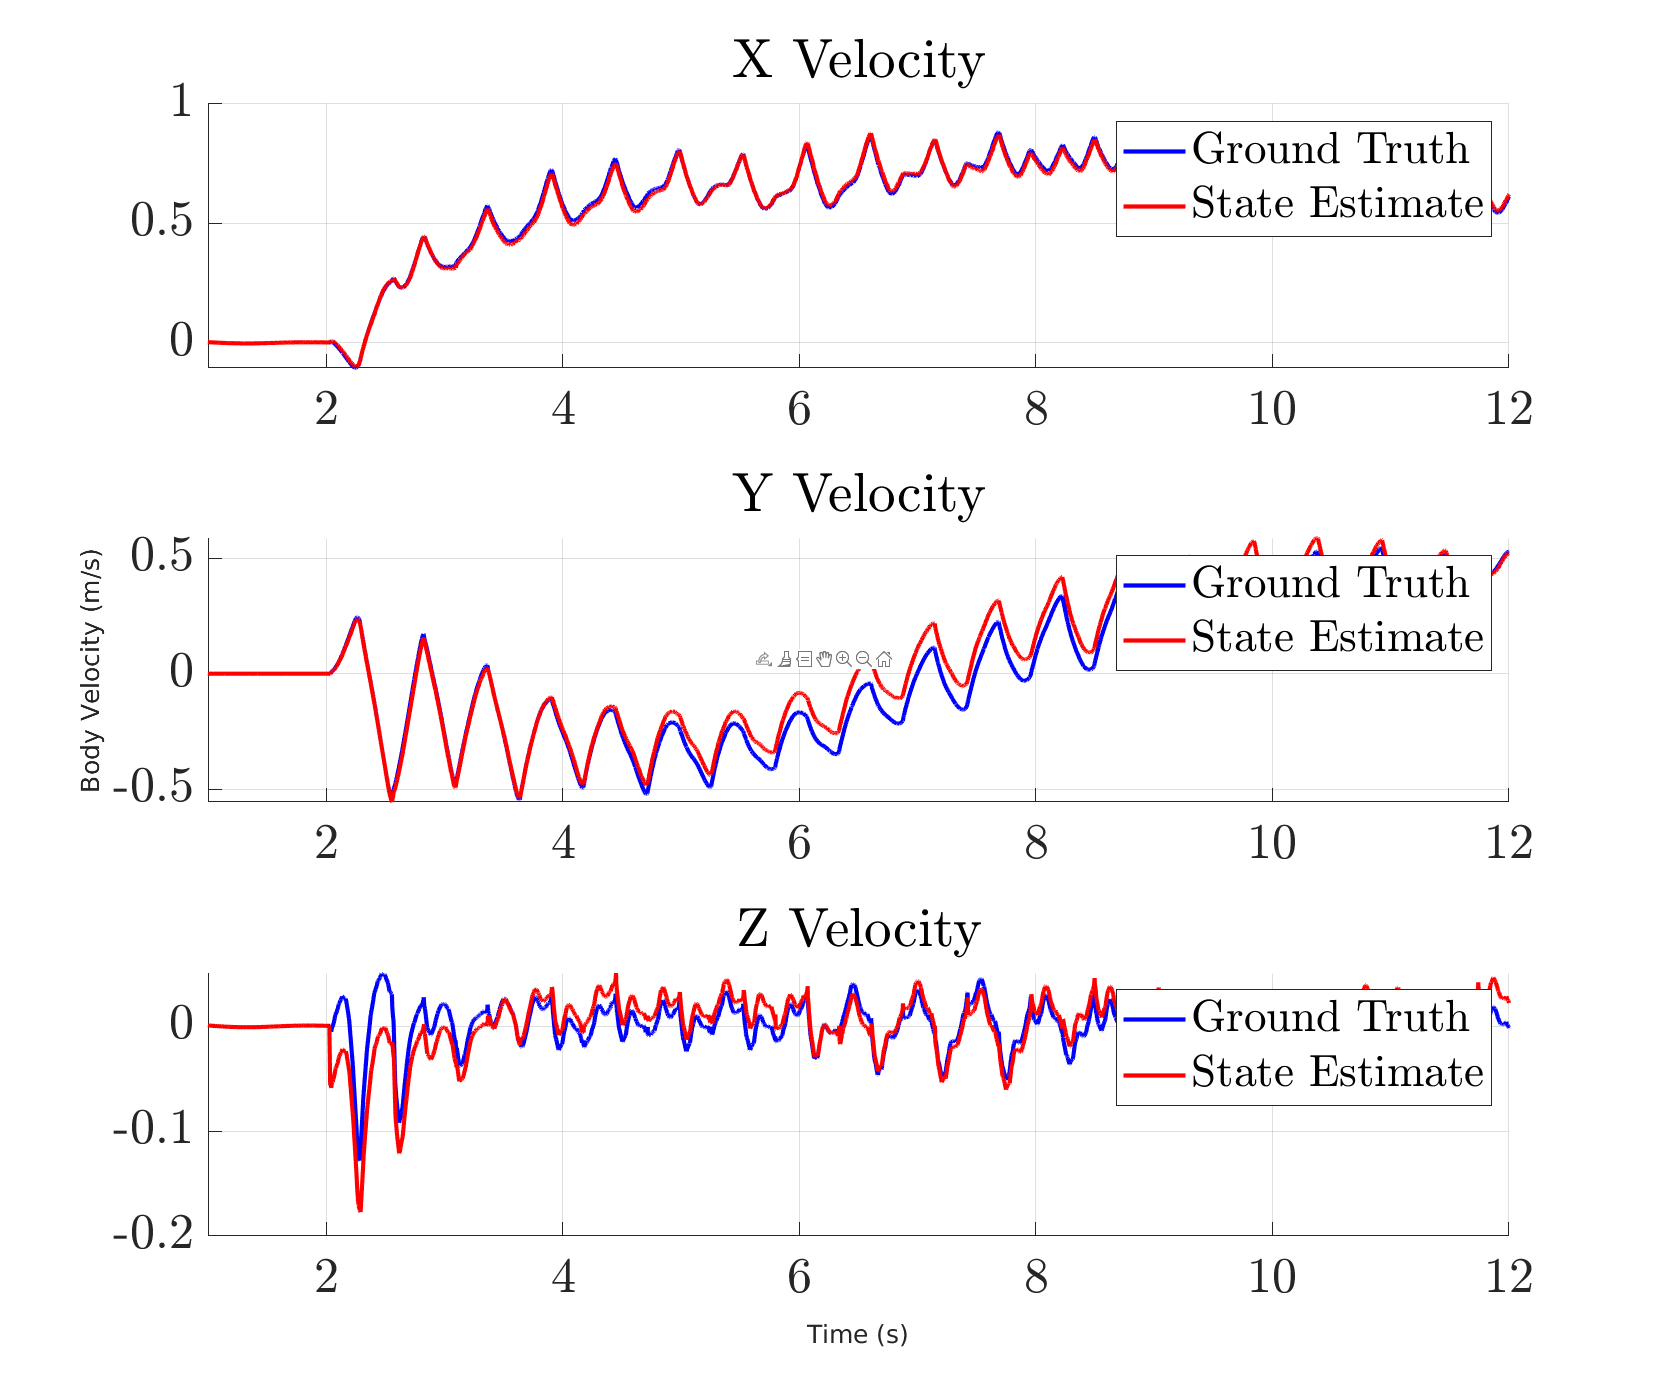 X Velocity
1
0.5
0
Ground Truth
State Estimate
2 4 6 8 10 12
Y Velocity
Body Velocity (m/s)
0.5
0
-0.5
Ground Truth
State Estimate
2 4 6 8 10 12
Z Velocity
0
-0.1
-0.2
Ground Truth
State Estimate
2 4 6 8 10 12
Time (s)